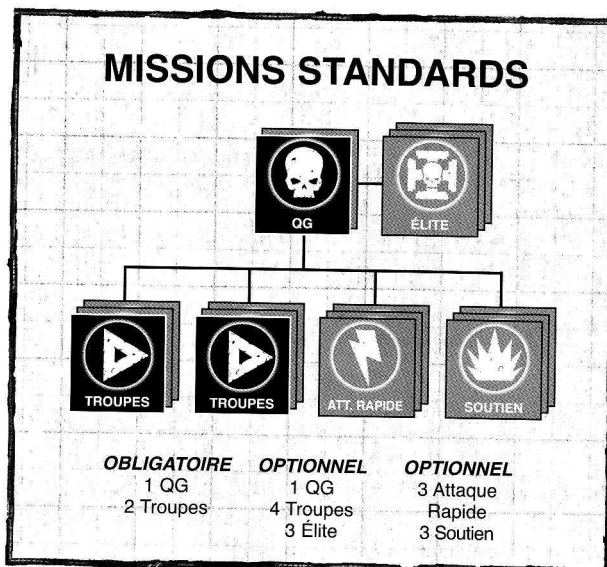 MISSIONS STANDARDS
QG
ÉLITE
TROUPES
TROUPES
ATT. RAPIDE
SOUTIEN
OBLIGATOIRE
1 QG
2 Troupes
OPTIONNEL
1 QG
4 Troupes
3 Élite
OPTIONNEL
3 Attaque
Rapide
3 Soutien